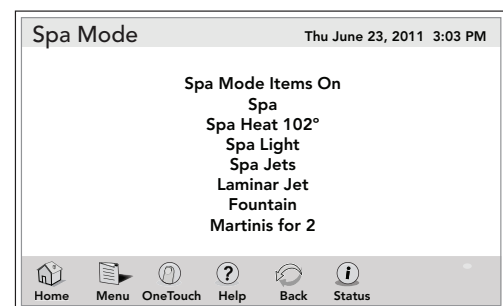 Spa Mode
Thu June 23, 2011 3:03 PM
Spa Mode Items On
Spa
Spa Heat 102°
Spa Light
Spa Jets
Laminar Jet
Fountain
Martinis for 2
Home Menu OneTouch Help Back Status